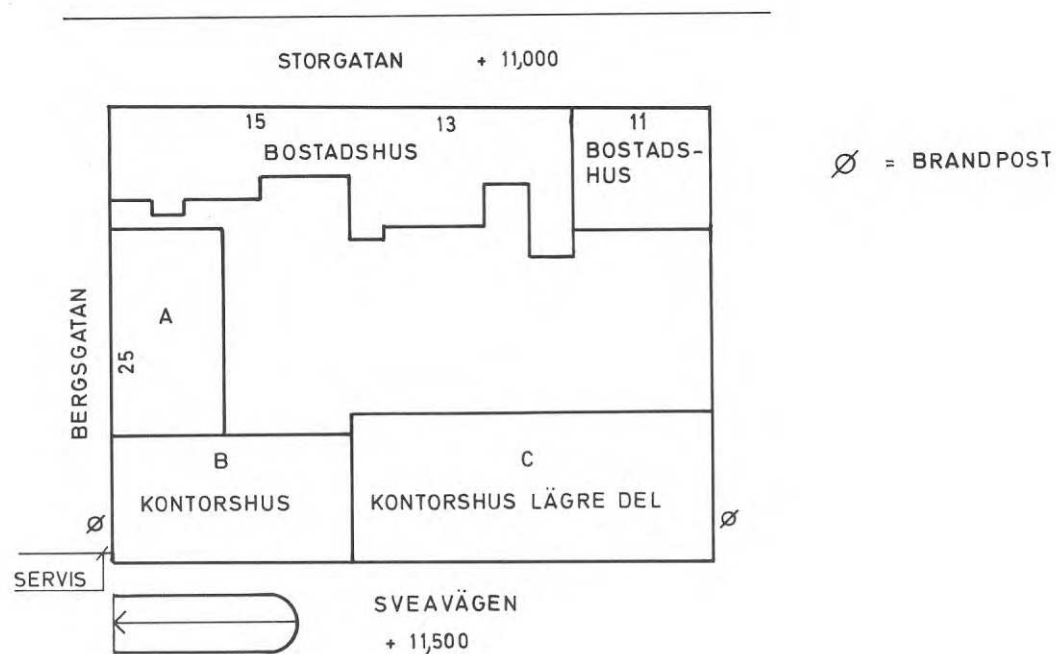 STORGATAN + 11,000
15 13 11
BOSTADSHUS
BOSTADS-
HUS
Ø = BRANDPOST
BERGSGATAN
A
25
B
KONTORSHUS
C
KONTORSHUS LÄGRE DEL
Ø
Ø
SERVIS
SVEAVÄGEN
+ 11,500